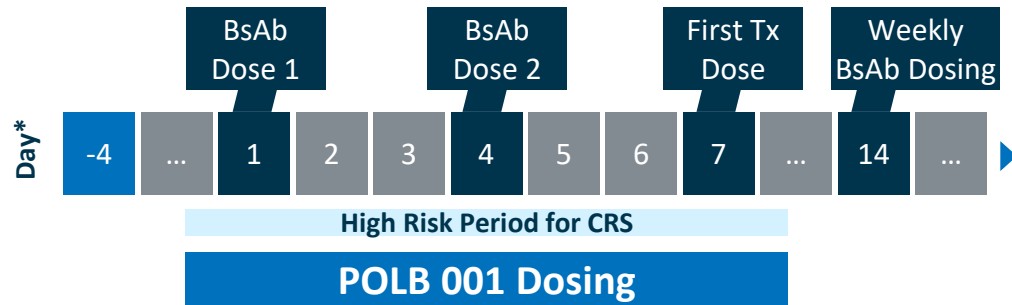 BsAb
Dose 1
BsAb
Dose 2
First Tx
Dose
Weekly
BsAb Dosing
Day*
-4 ... 1 2 3 4 5 6 7 ... 14 ...
High Risk Period for CRS
POLB 001 Dosing